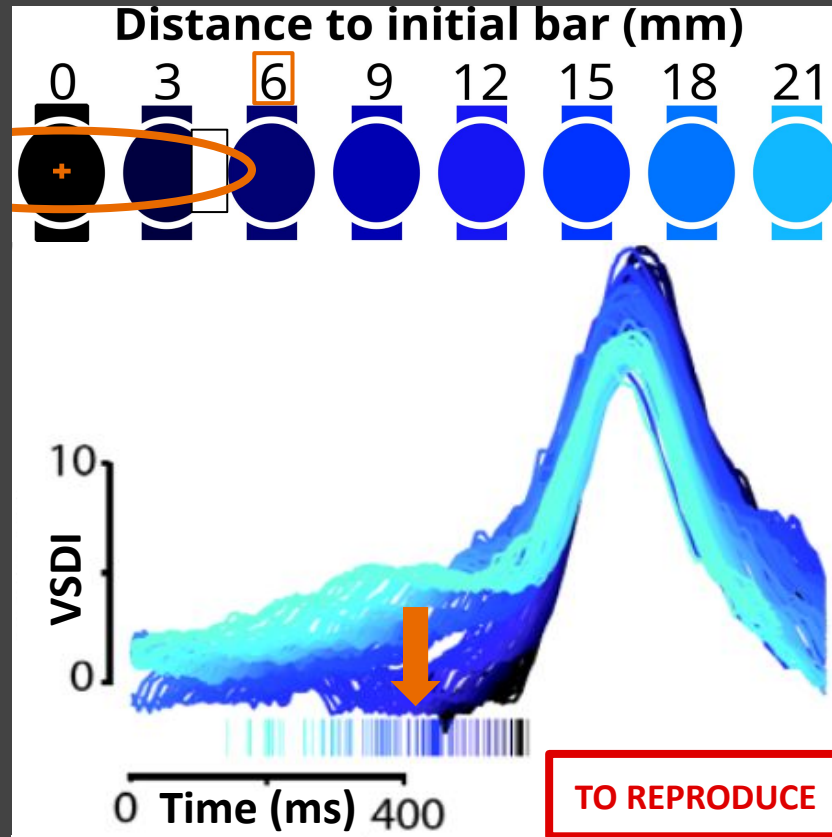 Distance to initial bar (mm)
0 3 6 9 12 15 18 21
+
10
VSDI
0
0 Time (ms) 400
TO REPRODUCE